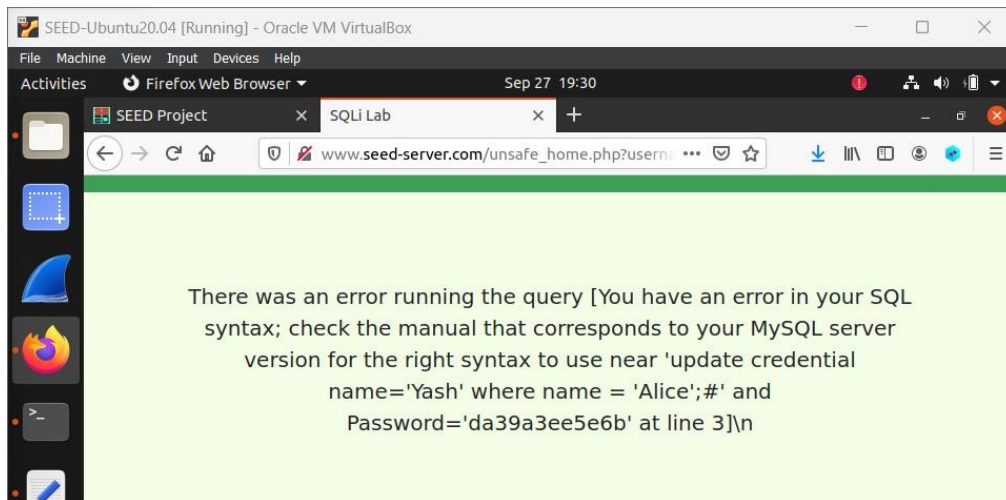 SEED-Ubuntu20.04 [Running] - Oracle VM VirtualBox
File Machine View Input Devices Help
Activities Firefox Web Browser Sep 27 19:30
SEED Project SQLi Lab
www.seed-server.com/unsafe_home.php?userna
There was an error running the query [You have an error in your SQL
syntax; check the manual that corresponds to your MySQL server
version for the right syntax to use near 'update credential
name='Yash' where name = 'Alice';#' and
Password='da39a3ee5e6b' at line 3]\n